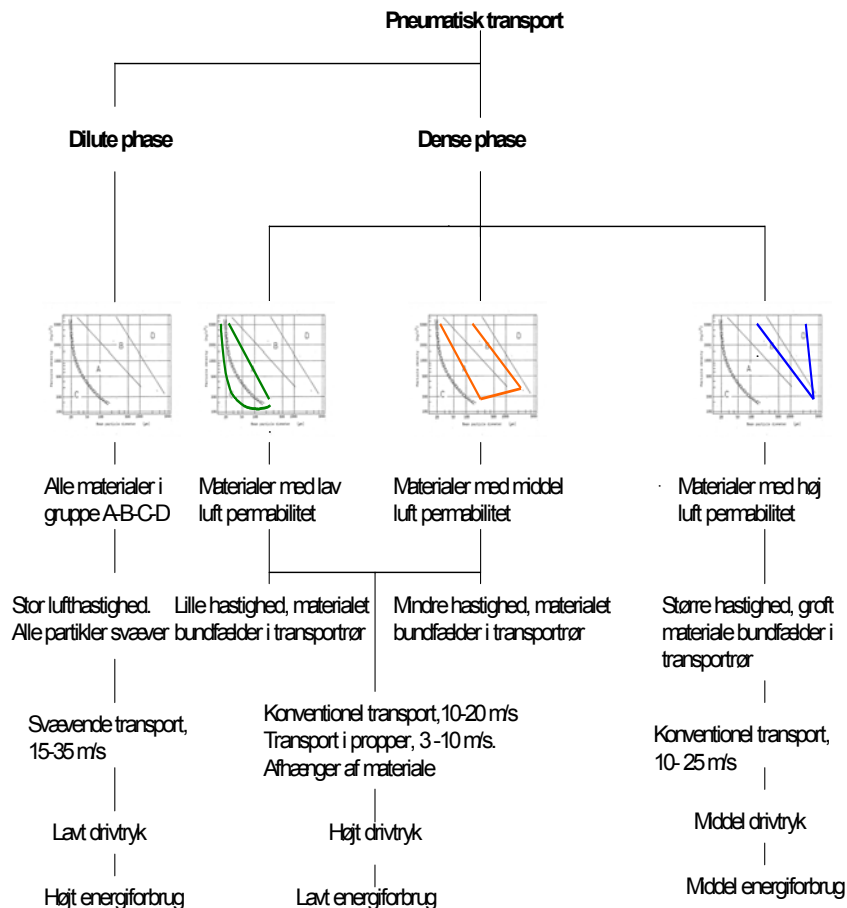 Pneumatisk transport
Dilute phase
Dense phase
D
B
A
C
D
B
D
B
D
A
C
Alle materialer i
gruppe A-B-C-D
Materialer med lav
luft permabilitet
Materialer med middel
luft permabilitet
Materialer med høj
luft permabilitet
Stor lufthastighed.
Alle partikler svæver
Lille hastighed, materialet
bundfælder i transportrør
Mindre hastighed, materialet
bundfælder i transportrør
Større hastighed, groft
materiale bundfælder i
transportrør
Svævende transport,
15-35 m/s
Konventionel transport,10-20 m/s
Transport i propper, 3 -10 m/s.
Afhænger af materiale
Konventionel transport,
10- 25 m/s
Lavt drivtryk
Højt drivtryk
Middel drivtryk
Højt energiforbrug
Lavt energiforbrug
Middel energiforbrug